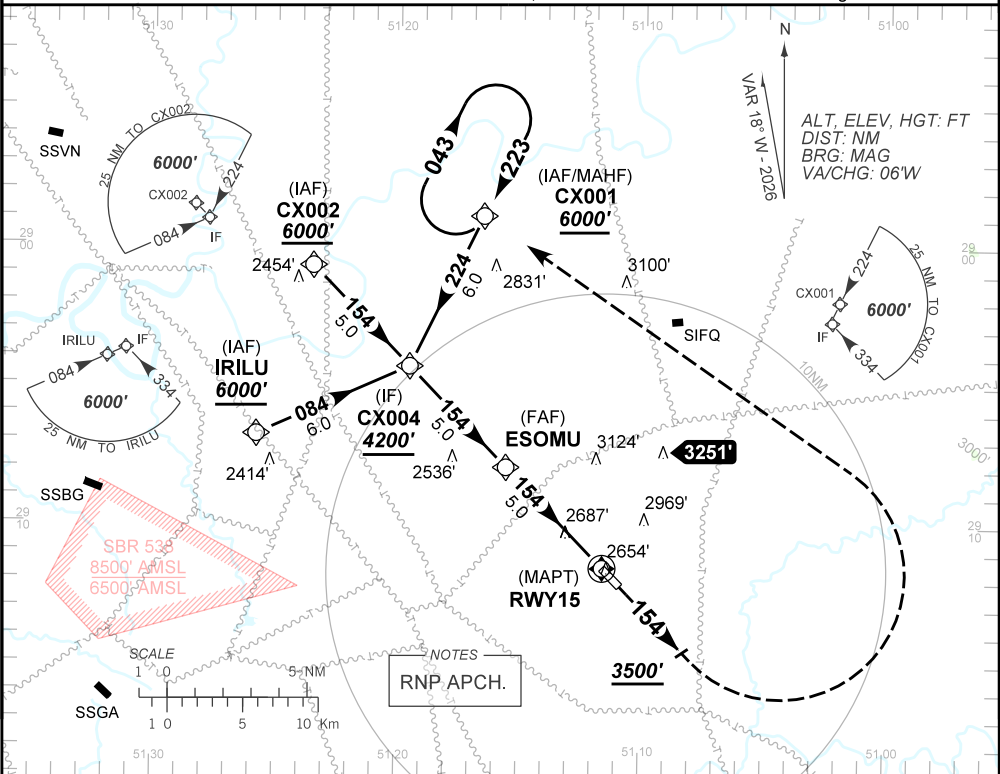 51:30
51:20
51:10
51:00
N
VAR 18° W - 2026
ALT, ELEV, HGT: FT
DIST: NM
BRG: MAG
VA/CHG: 06'W
SSVN
25 NM TO CX002
6000'
CX002
224
084
IF
043
223
(IAF/MAHF)
CX001
6000'
(IAF)
CX002
6000'
2454'
2831'
3100'
224
6.0
154
5.0
29
00
29
00
25 NM TO CX001
224
CX001
6000'
IF
334
SIFQ
10NM
IRILU
IF
084
334
6000'
25 NM TO IRILU
(IAF)
IRILU
6000'
084
6.0
(IF)
CX004
4200'
154
5.0
(FAF)
ESOMU
3124'
3251'
3000'
2414'
2536'
SSBG
154
5.0
2687'
2969'
29
10
29
10
SBR 538
8500' AMSL
6500' AMSL
2654'
(MAPT)
RWY15
154
3500'
SCALE
1 0 5 NM
1 0 5 10 Km
NOTES
RNP APCH.
SSGA
51:30
51:20
51:10
51:00